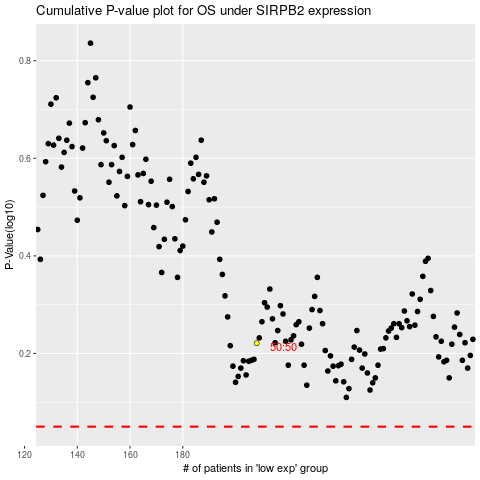 Cumulative P-value plot for OS under SIRPB2 expression
P-Value(log10)
0.8
0.6
0.4
0.2
50:50
120 140 160 180
# of patients in 'low exp' group